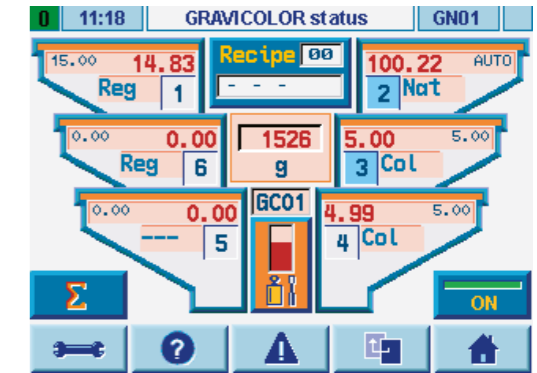 0 11:18 GRAVICOLOR status GN01
15.00 14.83 Recipe 00 100.22 AUTO
Reg 1 - - - 2 Nat
0.00 0.00 1526 5.00 5.00
Reg 6 g 3 Col
0.00 0.00 GC01 4.99 5.00
--- 5 4 Col
Σ ON
?
!